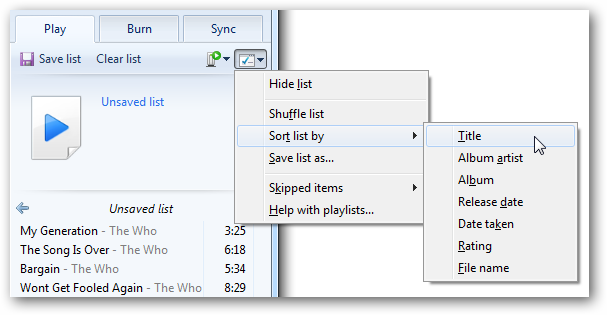 Play Burn Sync
Save list Clear list
Unsaved list
Hide list
Shuffle list
Sort list by
Save list as...
Skipped items
Help with playlists...
Title
Album artist
Album
Release date
Date taken
Rating
File name
Unsaved list
My Generation - The Who 3:25
The Song Is Over - The Who 6:18
Bargain - The Who 5:34
Wont Get Fooled Again - The Who 8:29